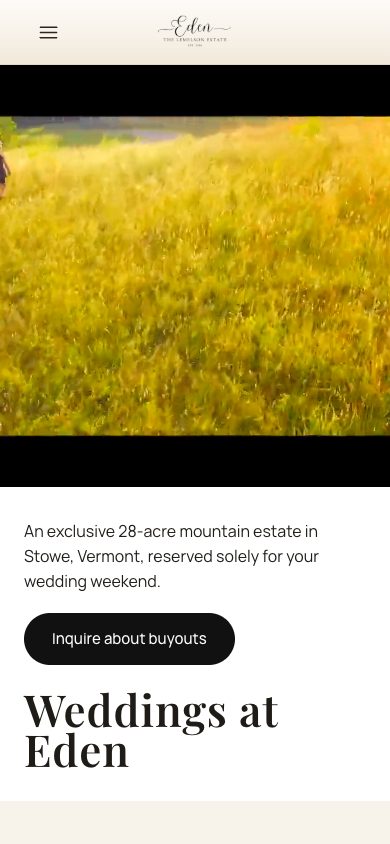 Eden
THE LEMELSON ESTATE
An exclusive 28-acre mountain estate in
Stowe, Vermont, reserved solely for your
wedding weekend.
Inquire about buyouts
Weddings at
Eden